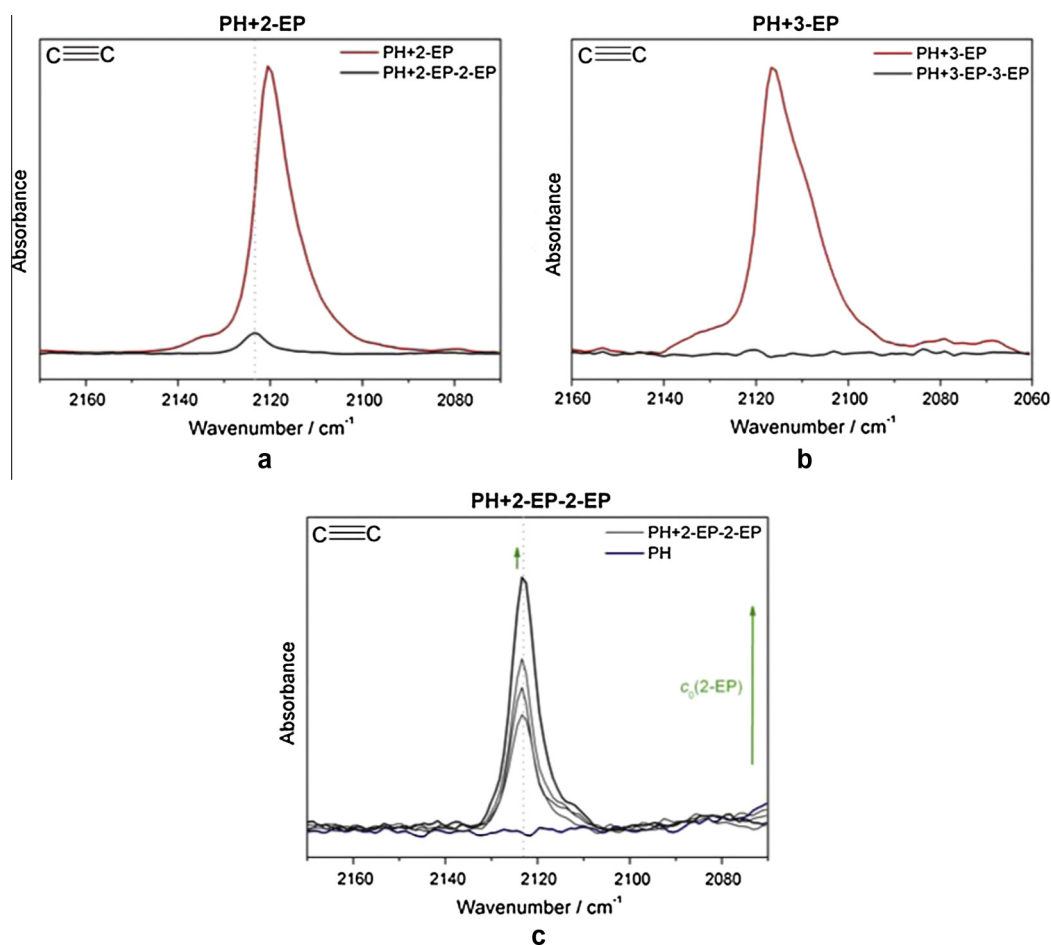 PH+2-EP
C≡C
PH+2-EP
PH+2-EP-2-EP
Absorbance
2160 2140 2120 2100 2080
Wavenumber / cm⁻¹
a
PH+3-EP
C≡C
PH+3-EP
PH+3-EP-3-EP
Absorbance
2160 2140 2120 2100 2080 2060
Wavenumber / cm⁻¹
b
PH+2-EP-2-EP
C≡C
PH+2-EP-2-EP
PH
c₀(2-EP)
Absorbance
2160 2140 2120 2100 2080
Wavenumber / cm⁻¹
c